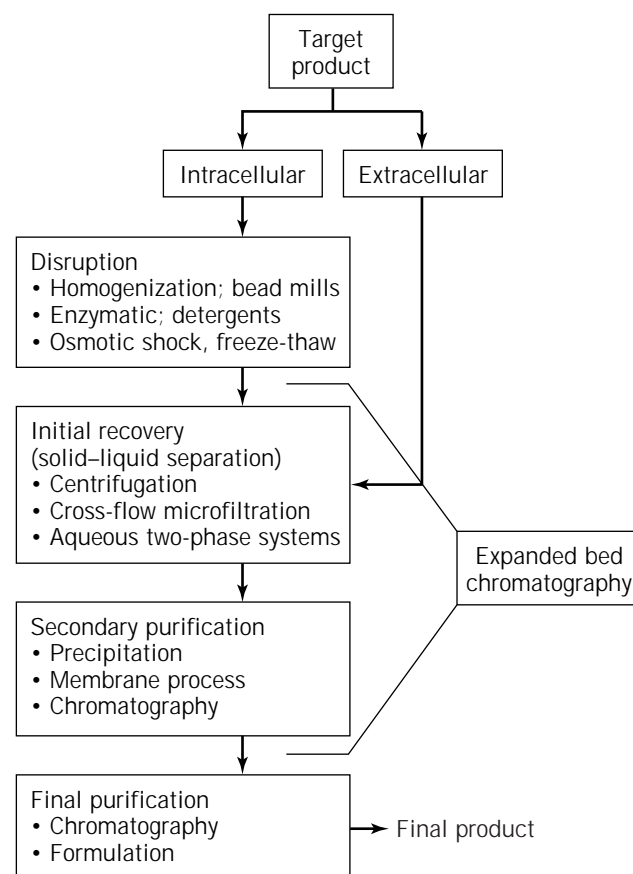 Target
product
Intracellular
Extracellular
Disruption
• Homogenization; bead mills
• Enzymatic; detergents
• Osmotic shock, freeze-thaw
Initial recovery
(solid–liquid separation)
• Centrifugation
• Cross-flow microfiltration
• Aqueous two-phase systems
Expanded bed
chromatography
Secondary purification
• Precipitation
• Membrane process
• Chromatography
Final purification
• Chromatography
• Formulation
Final product